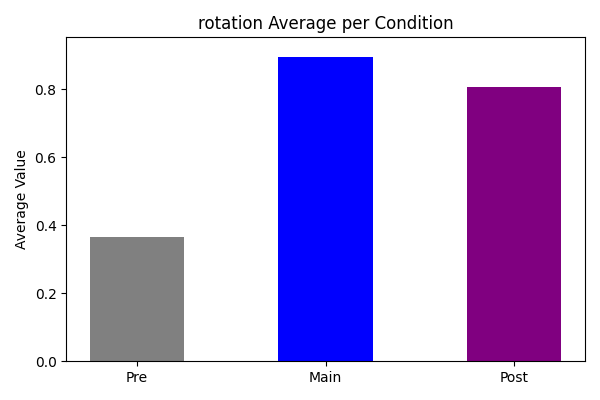 rotation Average per Condition
Average Value
0.8
0.6
0.4
0.2
0.0
Pre
Main
Post